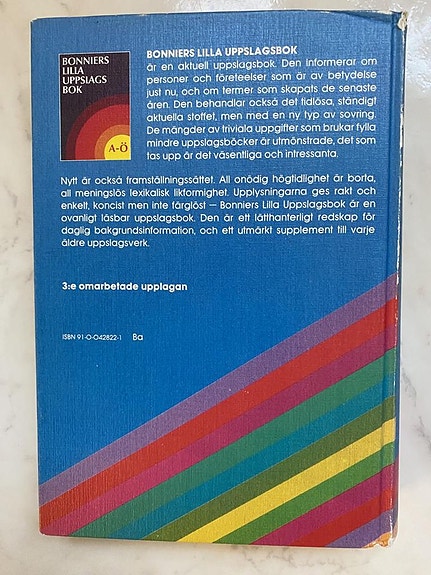 BONNIERS
LILLA
UPPSLAGS
BOK
A-Ö
BONNIERS LILLA UPPSLAGSBOK
är en aktuell uppslagsbok. Den informerar om
personer och företeelser som är av betydelse
just nu, och om termer som skapats de senaste
åren. Den behandlar också det tidlösa, ständigt
aktuella stoffet, men med en ny typ av sovring.
De mängder av triviala uppgifter som brukar fylla
mindre uppslagsböcker är utmönstrade, det som
tas upp är det väsentliga och intressanta.
Nytt är också framställningssättet. All onödig högtidlighet är borta,
all meningslös lexikalisk likformighet. Upplysningarna ges rakt och
enkelt, koncist men inte färglöst – Bonniers Lilla Uppslagsbok är en
ovanligt läsbar uppslagsbok. Den är ett lätthanterligt redskap för
daglig bakgrundsinformation, och ett utmärkt supplement till varje
äldre uppslagsverk.
3:e omarbetade upplagan
ISBN 91-0-042822-1 Ba